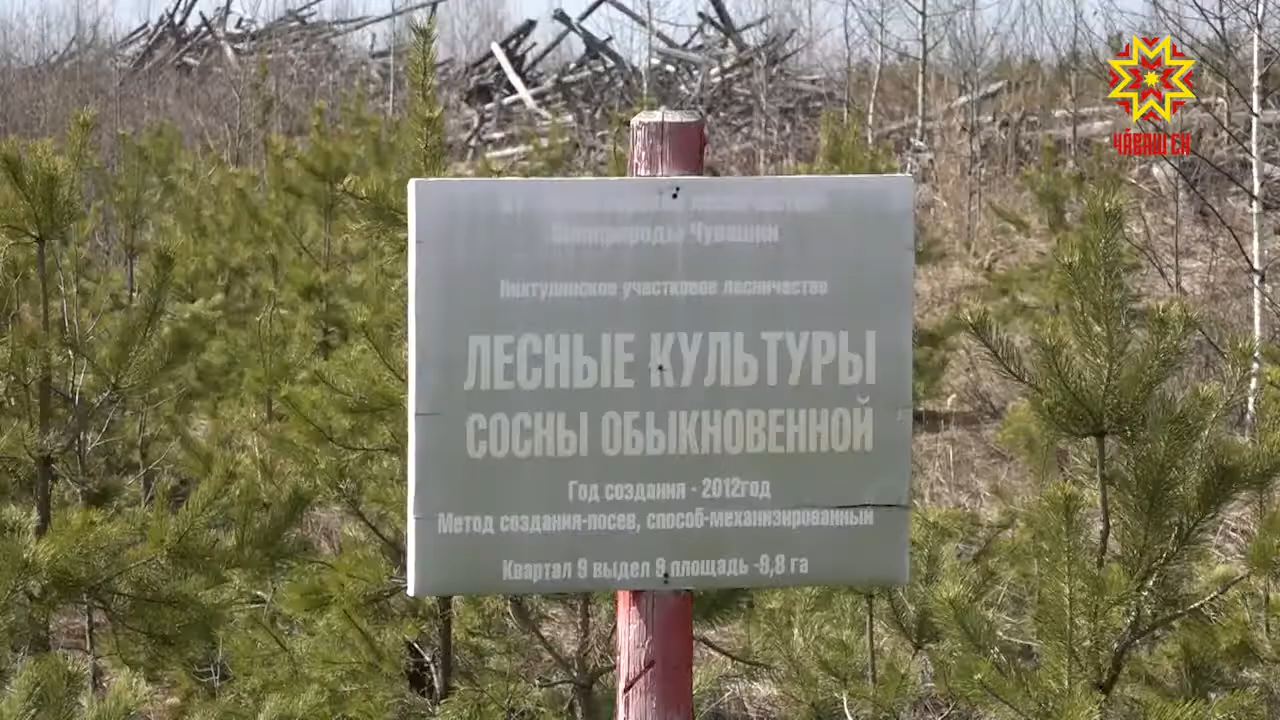 Минприроды Чувашии
участковое лесничество
ЛЕСНЫЕ КУЛЬТУРЫ
СОСНЫ ОБЫКНОВЕННОЙ
Год создания - 2012год
Метод создания-посев, способ-механизированный
Квартал 9 выдел 9 площадь -9,8 га
ЧӐВАШ ЕН